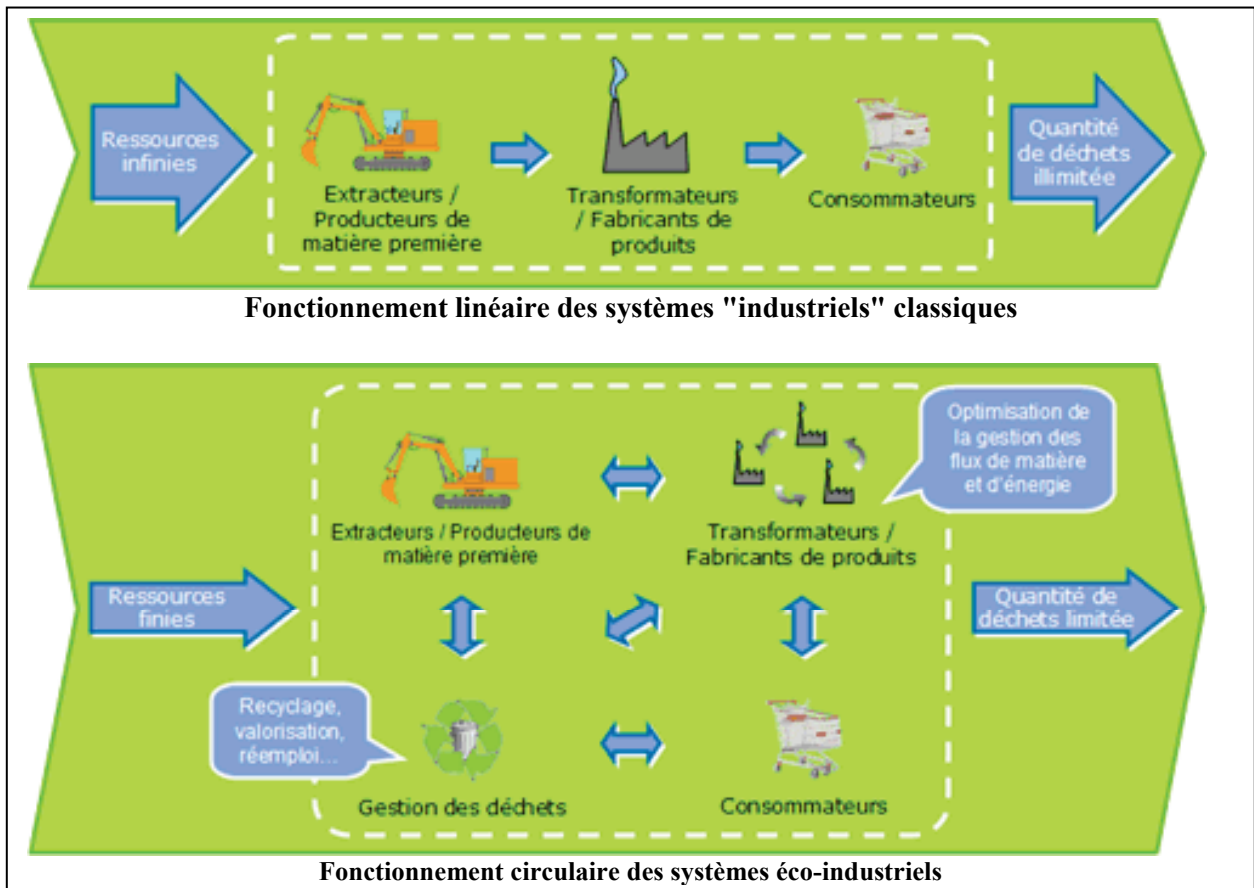 Ressources
infinies
Extracteurs /
Producteurs de
matière première
Transformateurs
/ Fabricants de
produits
Consommateurs
Quantité
de déchets
illimitée
Fonctionnement linéaire des systèmes "industriels" classiques
Optimisation de
la gestion des
flux de matière
et d'énergie
Extracteurs / Producteurs de
matière première
Transformateurs /
Fabricants de produits
Ressources
finies
Quantité de
déchets limitée
Recyclage,
valorisation,
réemploi...
Gestion des déchets
Consommateurs
Fonctionnement circulaire des systèmes éco-industriels